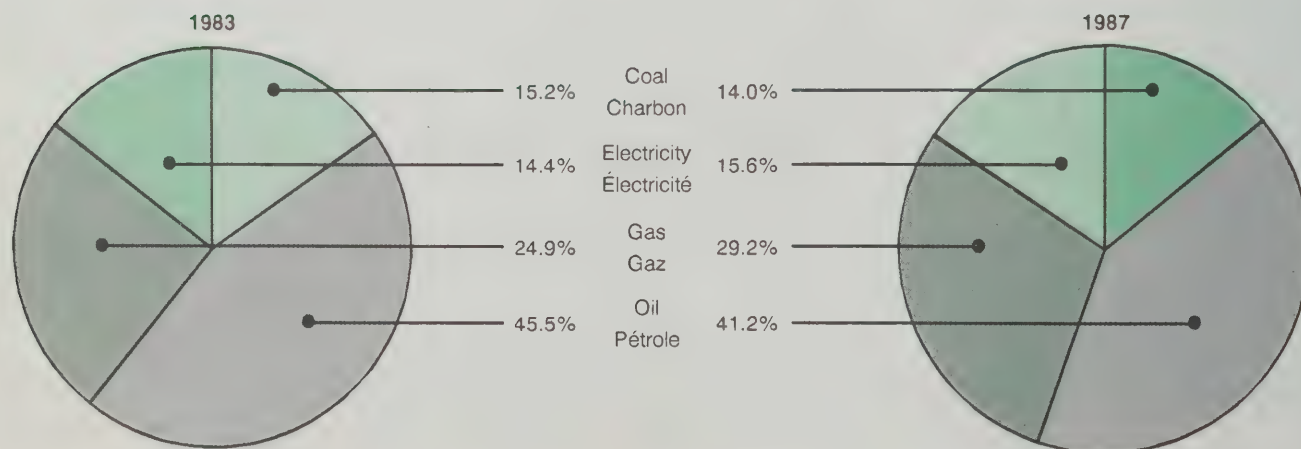 1983
1987
15.2%
Coal
Charbon
14.0%
14.4%
Electricity
Électricité
15.6%
24.9%
Gas
Gaz
29.2%
45.5%
Oil
Pétrole
41.2%